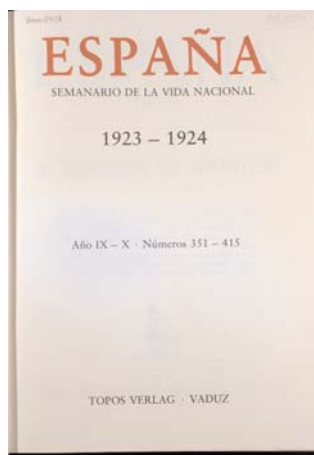 ESPAÑA
SEMANARIO DE LA VIDA NACIONAL
1923 – 1924
Año IX – X · Números 351 – 415
TOPOS VERLAG · VADUZ